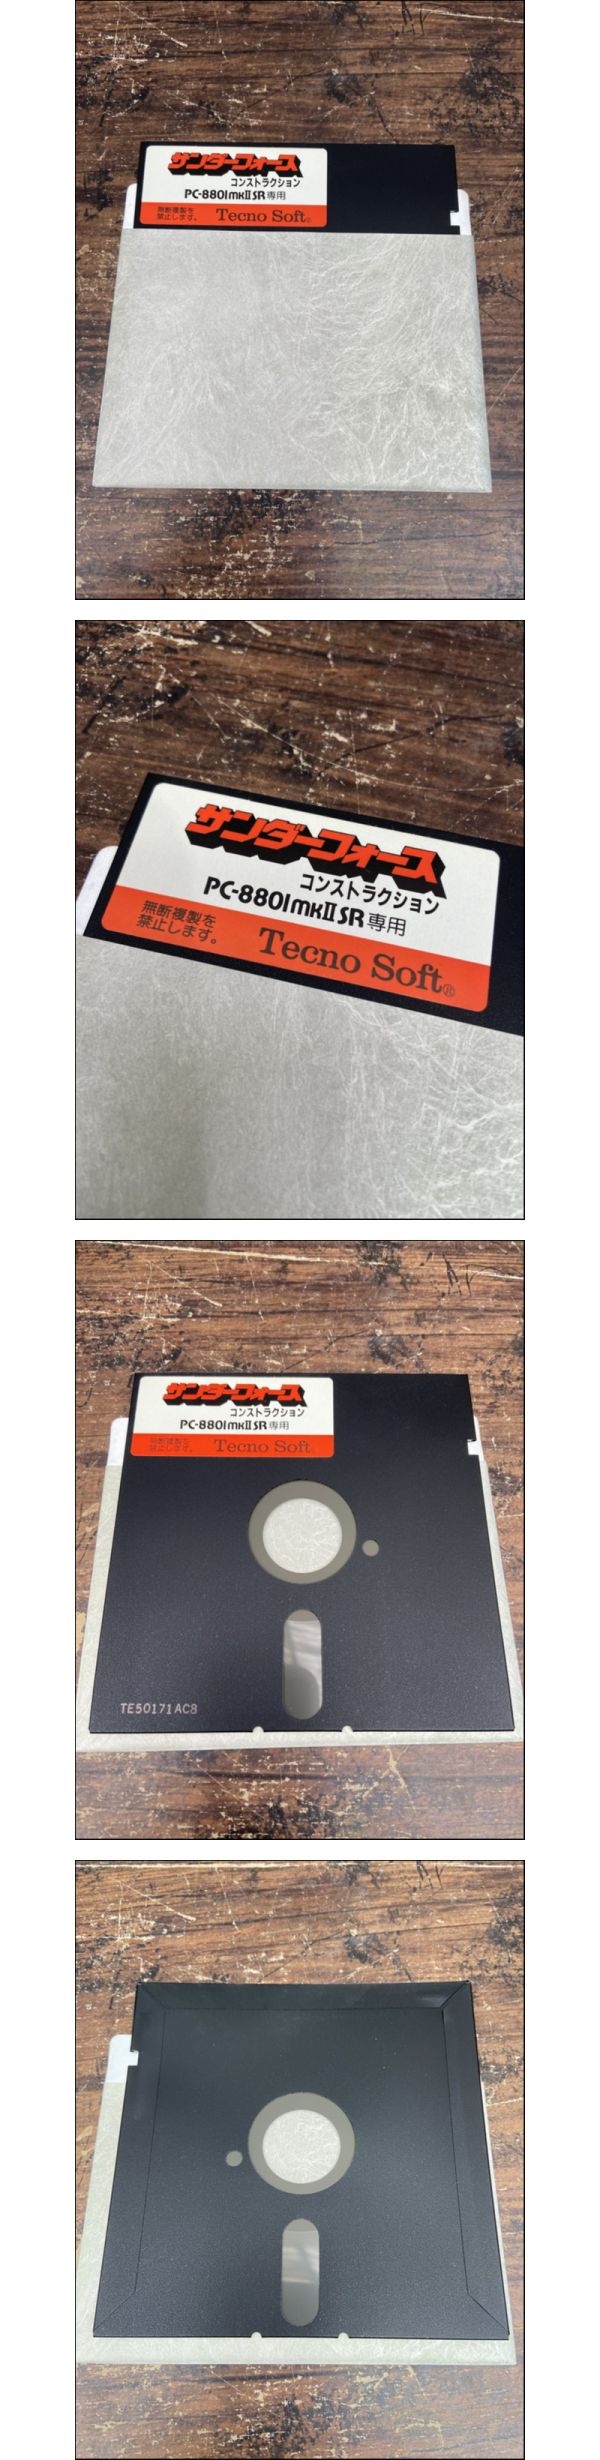 サンダーフォース
コンストラクション
PC-8801mkIISR専用
無断複製を
禁止します。
Tecno Soft®
サンダーフォース
コンストラクション
PC-8801mkIISR専用
無断複製を
禁止します。
Tecno Soft®
サンダーフォース
コンストラクション
PC-8801mkIISR専用
無断複製を
禁止します。
Tecno Soft®
TE50171AC8